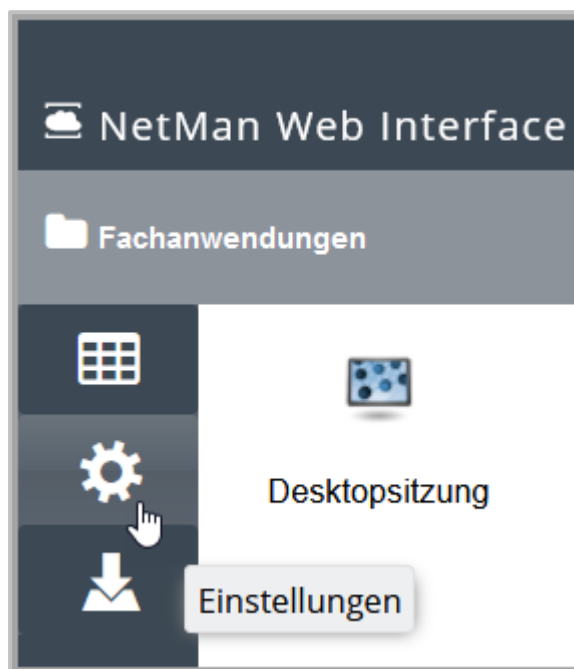 NetMan Web Interface
Fachanwendungen
Desktopsitzung
Einstellungen